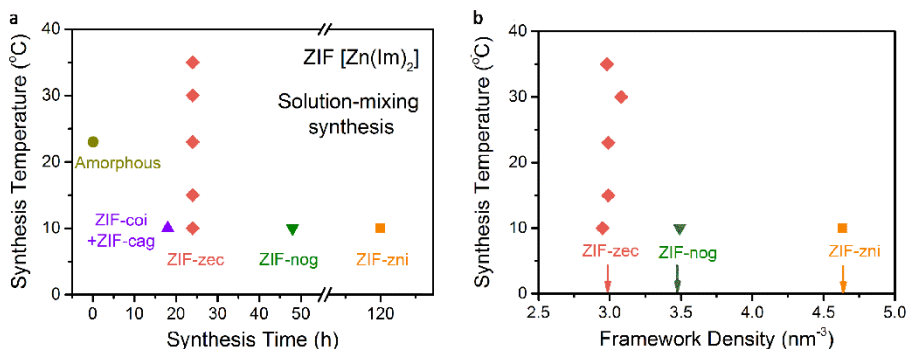 a
Synthesis Temperature (°C)
40
30
20
10
0
ZIF [Zn(Im)2]
Solution-mixing
synthesis
Amorphous
ZIF-coi
+ZIF-cag
ZIF-zec
ZIF-nog
ZIF-zni
0
10
20
30
40
50
120
Synthesis Time (h)
b
Synthesis Temperature (°C)
40
30
20
10
0
ZIF-zec
ZIF-nog
ZIF-zni
2.5
3.0
3.5
4.0
4.5
5.0
Framework Density (nm-3)